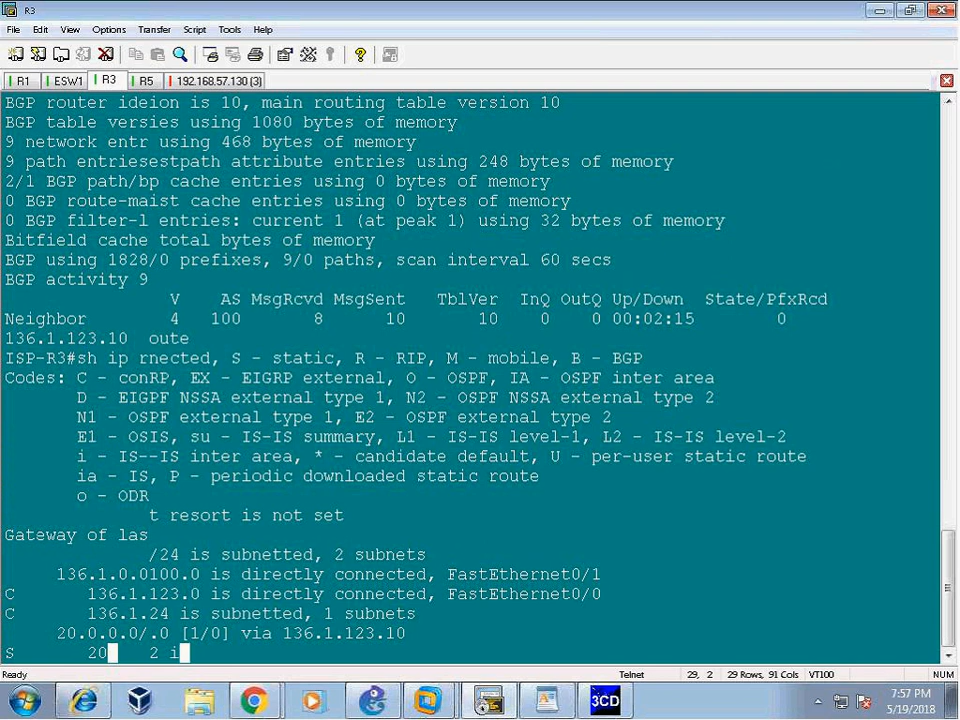 R3
File Edit View Options Transfer Script Tools Help
R1 ESW1 R3 R5 192.168.57.130 (3)
BGP router ideion is 10, main routing table version 10
BGP table versies using 1080 bytes of memory
9 network entr using 468 bytes of memory
9 path entriesestpath attribute entries using 248 bytes of memory
2/1 BGP path/bp cache entries using 0 bytes of memory
0 BGP route-maist cache entries using 0 bytes of memory
0 BGP filter-l entries: current 1 (at peak 1) using 32 bytes of memory
Bitfield cache total bytes of memory
BGP using 1828/0 prefixes, 9/0 paths, scan interval 60 secs
BGP activity 9
V AS MsgRcvd MsgSent TblVer InQ OutQ Up/Down State/PfxRcd
Neighbor 4 100 8 10 10 0 0 00:02:15 0
136.1.123.10 oute
ISP-R3#sh ip rnected, S - static, R - RIP, M - mobile, B - BGP
Codes: C - conRP, EX - EIGRP external, O - OSPF, IA - OSPF inter area
D - EIGPF NSSA external type 1, N2 - OSPF NSSA external type 2
N1 - OSPF external type 1, E2 - OSPF external type 2
E1 - OSIS, su - IS-IS summary, L1 - IS-IS level-1, L2 - IS-IS level-2
i - IS--IS inter area, * - candidate default, U - per-user static route
ia - IS, P - periodic downloaded static route
o - ODR
t resort is not set
Gateway of las
/24 is subnetted, 2 subnets
136.1.0.0100.0 is directly connected, FastEthernet0/1
C 136.1.123.0 is directly connected, FastEthernet0/0
C 136.1.24 is subnetted, 1 subnets
20.0.0.0/.0 [1/0] via 136.1.123.10
S 20 2 i
Ready Telnet 29, 2 29 Rows, 91 Cols VT100 NUM
3CD
7:57 PM
5/19/2018